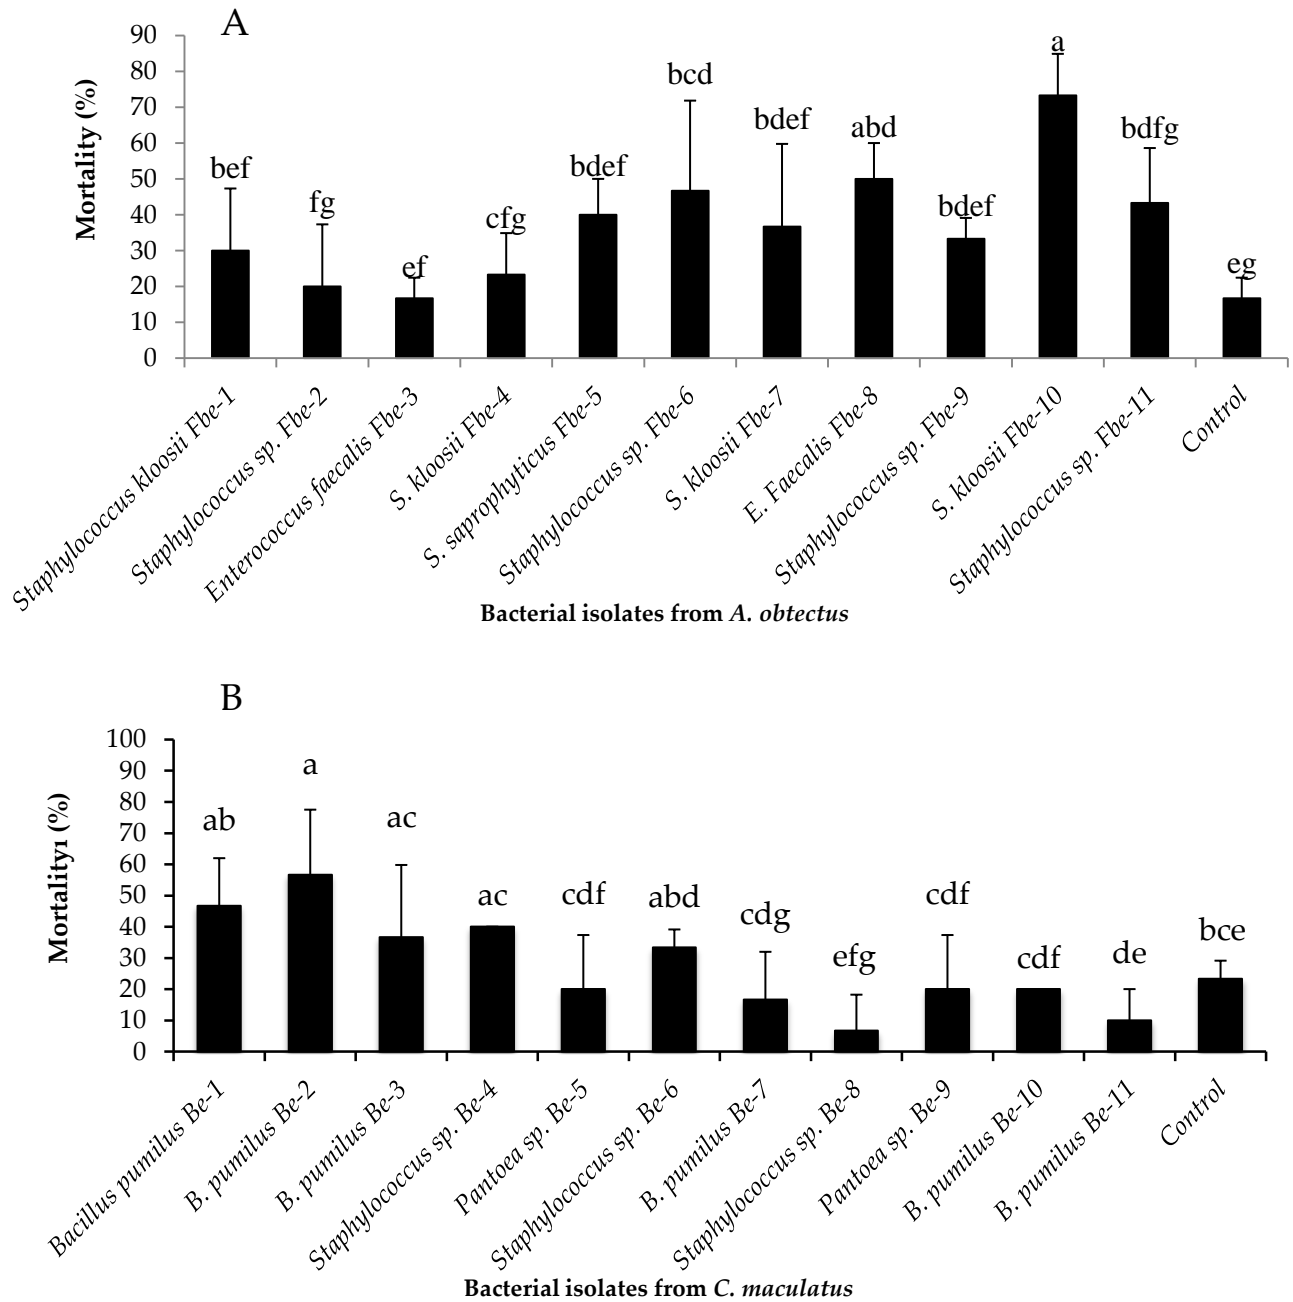 A
90
80
70
60
50
40
30
20
10
0
Mortality (%)
bef
fg
ef
cfg
bdef
bcd
bdef
abd
bdef
a
bdfg
eg
Staphylococcus kloosii Fbe-1
Staphylococcus sp. Fbe-2
Enterococcus faecalis Fbe-3
S. kloosii Fbe-4
S. saprophyticus Fbe-5
Staphylococcus sp. Fbe-6
S. kloosii Fbe-7
E. Faecalis Fbe-8
Staphylococcus sp. Fbe-9
S. kloosii Fbe-10
Staphylococcus sp. Fbe-11
Control
Bacterial isolates from A. obtectus
B
100
90
80
70
60
50
40
30
20
10
0
Mortality1 (%)
ab
a
ac
ac
cdf
abd
cdg
efg
cdf
cdf
de
bce
Bacillus pumilus Be-1
B. pumilus Be-2
B. pumilus Be-3
Staphylococcus sp. Be-4
Pantoea sp. Be-5
Staphylococcus sp. Be-6
B. pumilus Be-7
Staphylococcus sp. Be-8
Pantoea sp. Be-9
B. pumilus Be-10
B. pumilus Be-11
Control
Bacterial isolates from C. maculatus